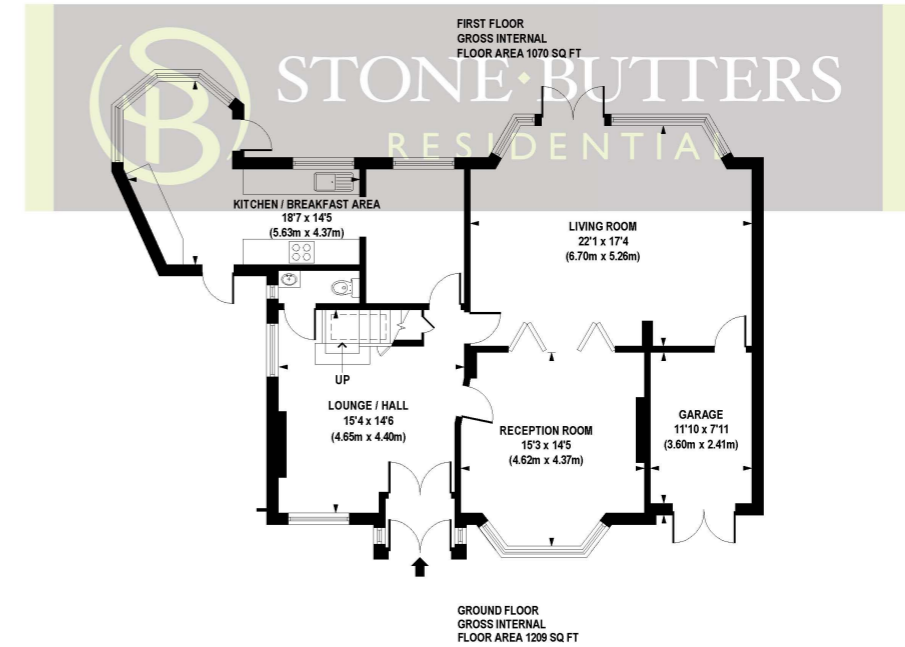 FIRST FLOOR
GROSS INTERNAL
FLOOR AREA 1070 SQ FT
SB
STONE·BUTTERS
RESIDENTIAL
KITCHEN / BREAKFAST AREA
18'7 x 14'5
(5.63m x 4.37m)
LIVING ROOM
22'1 x 17'4
(6.70m x 5.26m)
UP
LOUNGE / HALL
15'4 x 14'6
(4.65m x 4.40m)
RECEPTION ROOM
15'3 x 14'5
(4.62m x 4.37m)
GARAGE
11'10 x 7'11
(3.60m x 2.41m)
GROUND FLOOR
GROSS INTERNAL
FLOOR AREA 1209 SQ FT